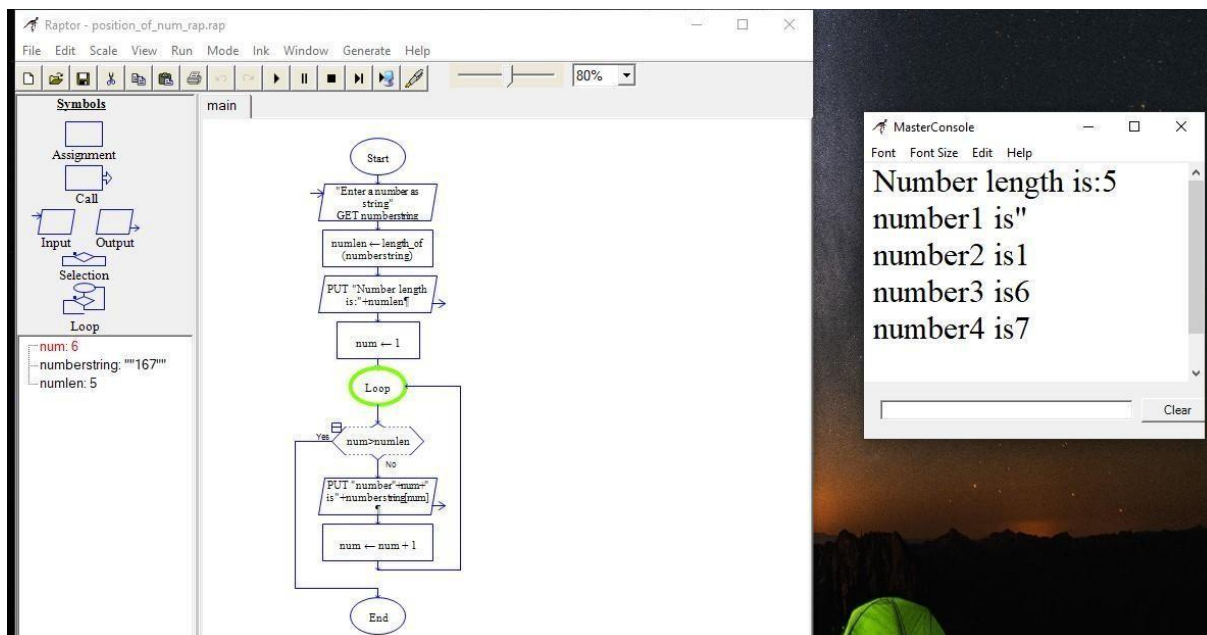 Raptor - position_of_num_rap.rap
File Edit Scale View Run Mode Ink Window Generate Help
80%
Symbols
Assignment
Call
Input Output
Selection
Loop
num: 6
numberstring: ""167""
numlen: 5
main
Start
"Enter a number as
string"
GET numberstring
numlen ← length_of
(numberstring)
PUT "Number length
is:"+numlen¶
num ← 1
Loop
Yes
num>numlen
No
PUT "number"+num+"
is"+numberstring[num]
¶
num ← num + 1
End
MasterConsole
Font Font Size Edit Help
Number length is:5
number1 is"
number2 is1
number3 is6
number4 is7
Clear